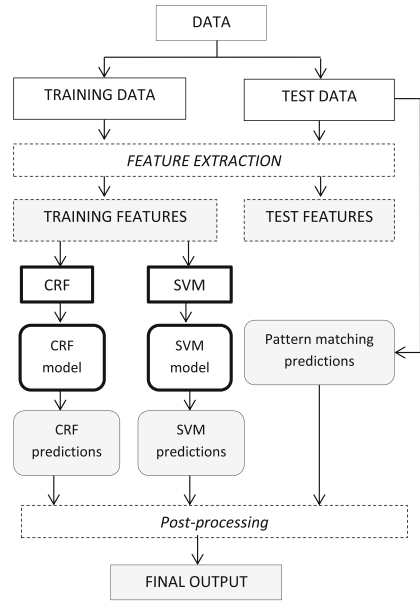 DATA
TRAINING DATA
TEST DATA
FEATURE EXTRACTION
TRAINING FEATURES
TEST FEATURES
CRF
SVM
CRF
model
SVM
model
Pattern matching
predictions
CRF
predictions
SVM
predictions
Post-processing
FINAL OUTPUT